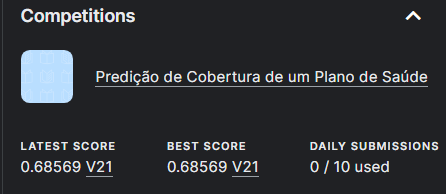 Competitions
Predição de Cobertura de um Plano de Saúde
LATEST SCORE BEST SCORE DAILY SUBMISSIONS
0.68569 V21 0.68569 V21 0 / 10 used